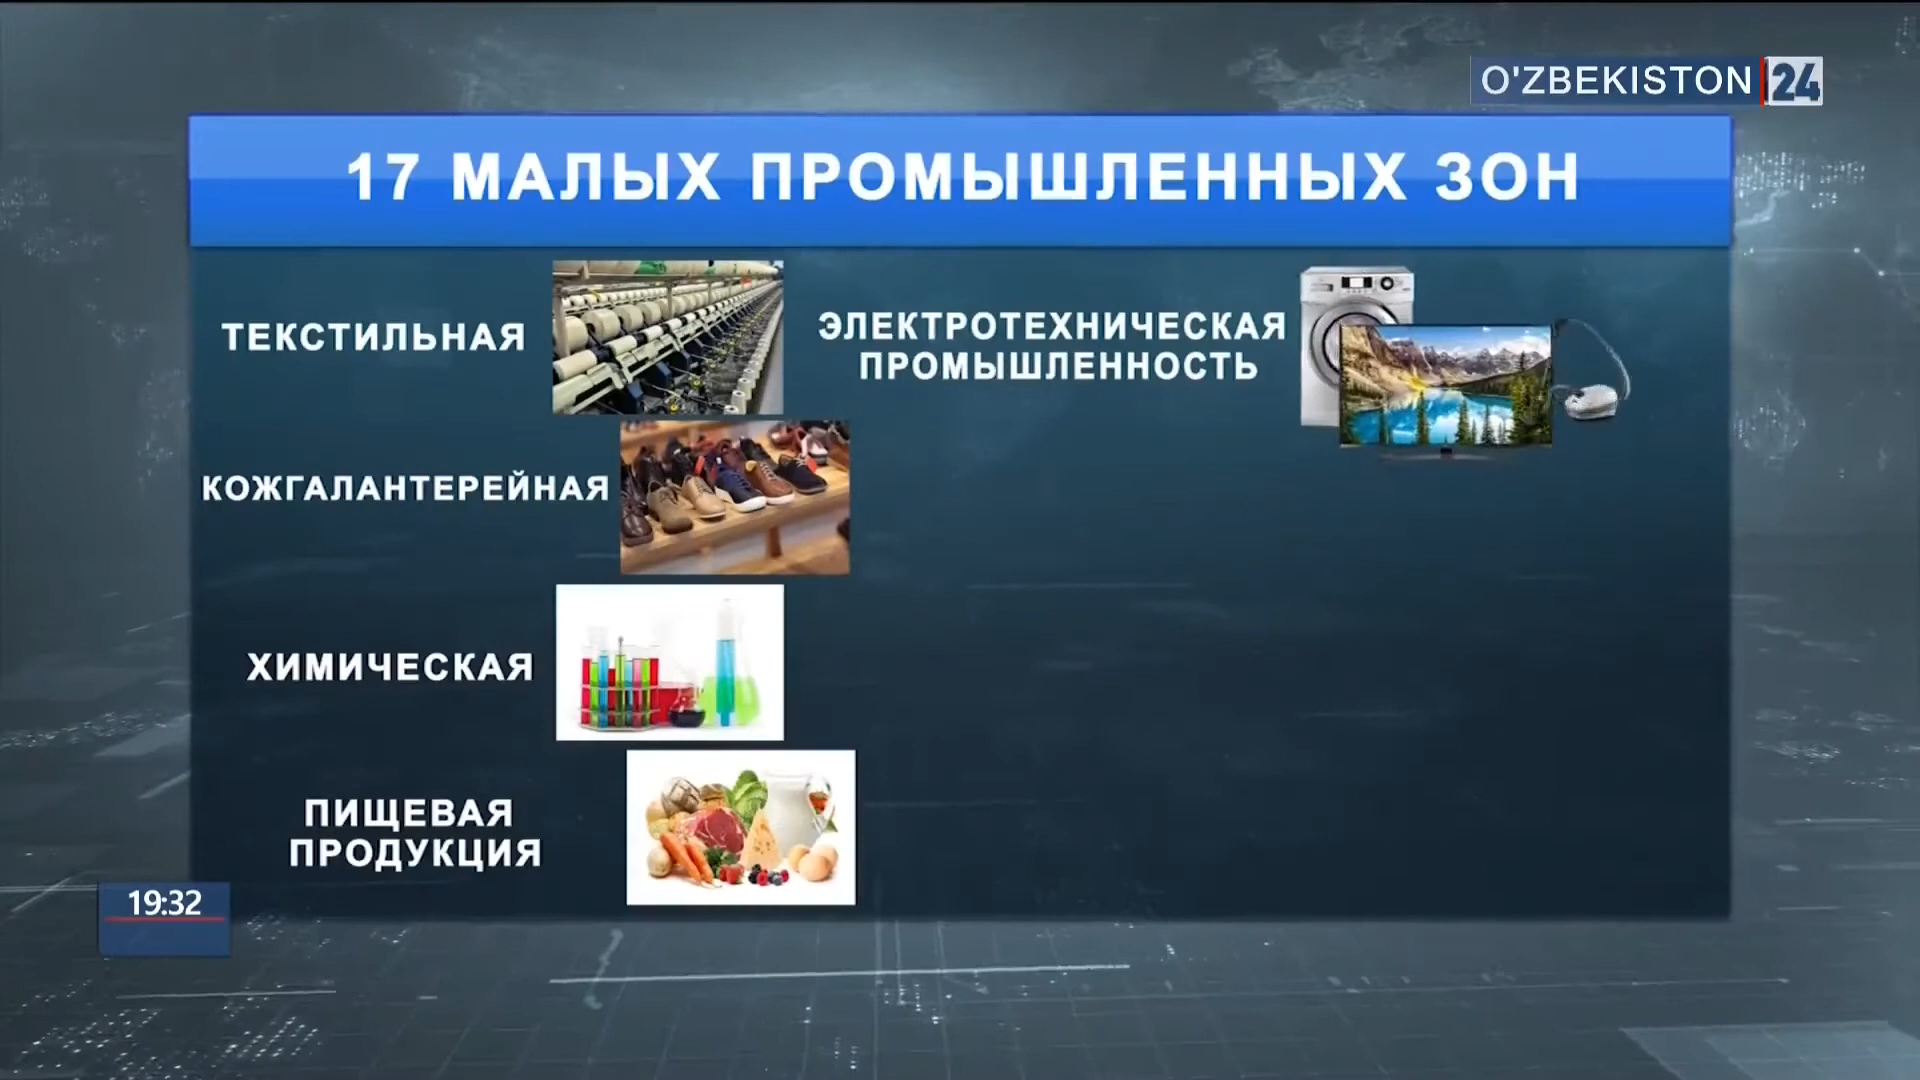 O'ZBEKISTON 24
17 МАЛЫХ ПРОМЫШЛЕННЫХ ЗОН
ТЕКСТИЛЬНАЯ
КОЖГАЛАНТЕРЕЙНАЯ
ХИМИЧЕСКАЯ
ПИЩЕВАЯ
ПРОДУКЦИЯ
ЭЛЕКТРОТЕХНИЧЕСКАЯ
ПРОМЫШЛЕННОСТЬ
19:32